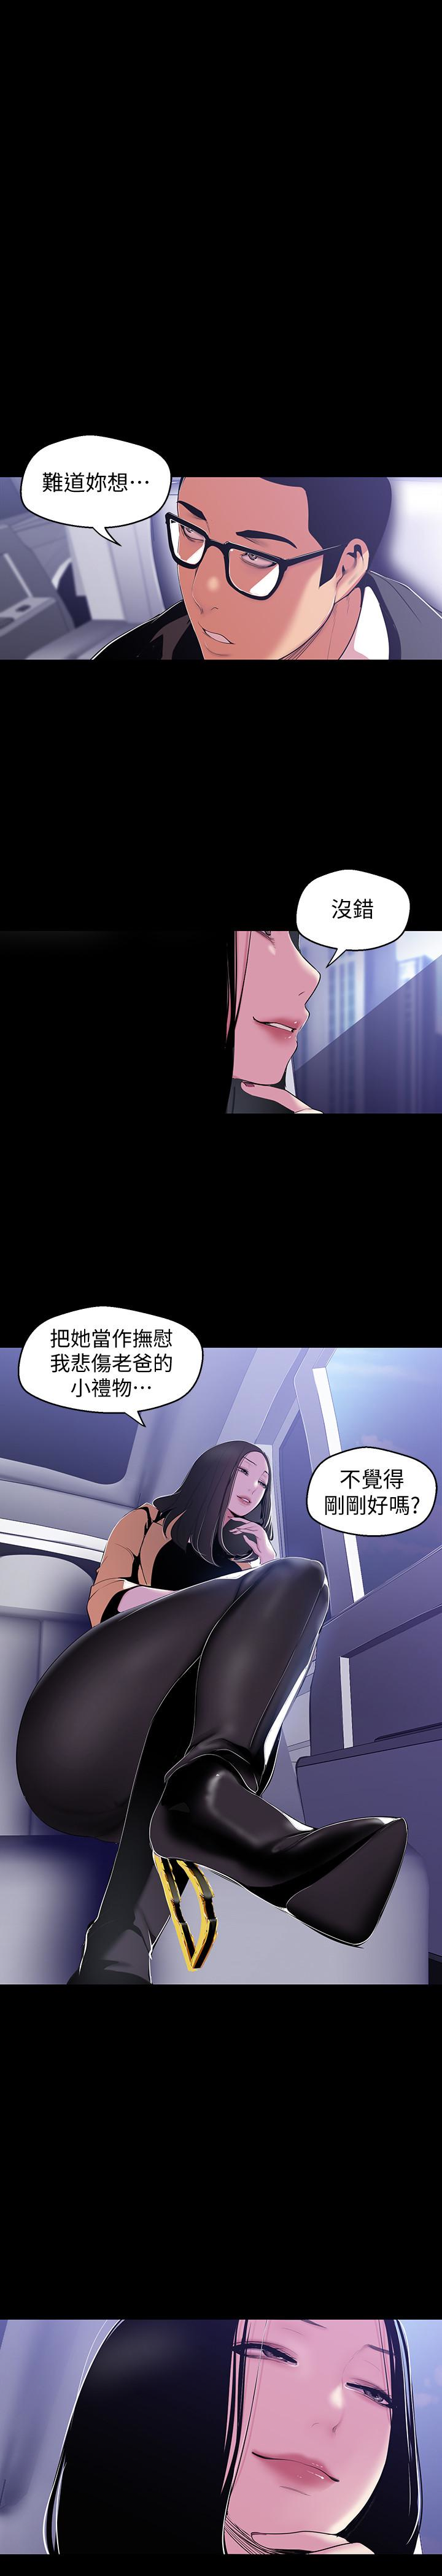 難道妳想⋯
沒錯
把她當作撫慰
我悲傷老爸的
小禮物⋯
不覺得
剛剛好嗎?